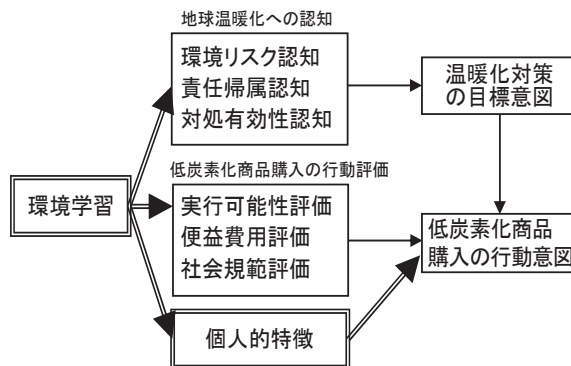 地球温暖化への認知
環境リスク認知
責任帰属認知
対処有効性認知
温暖化対策
の目標意図
低炭素化商品購入の行動評価
環境学習
実行可能性評価
便益費用評価
社会規範評価
低炭素化商品
購入の行動意図
個人的特徴